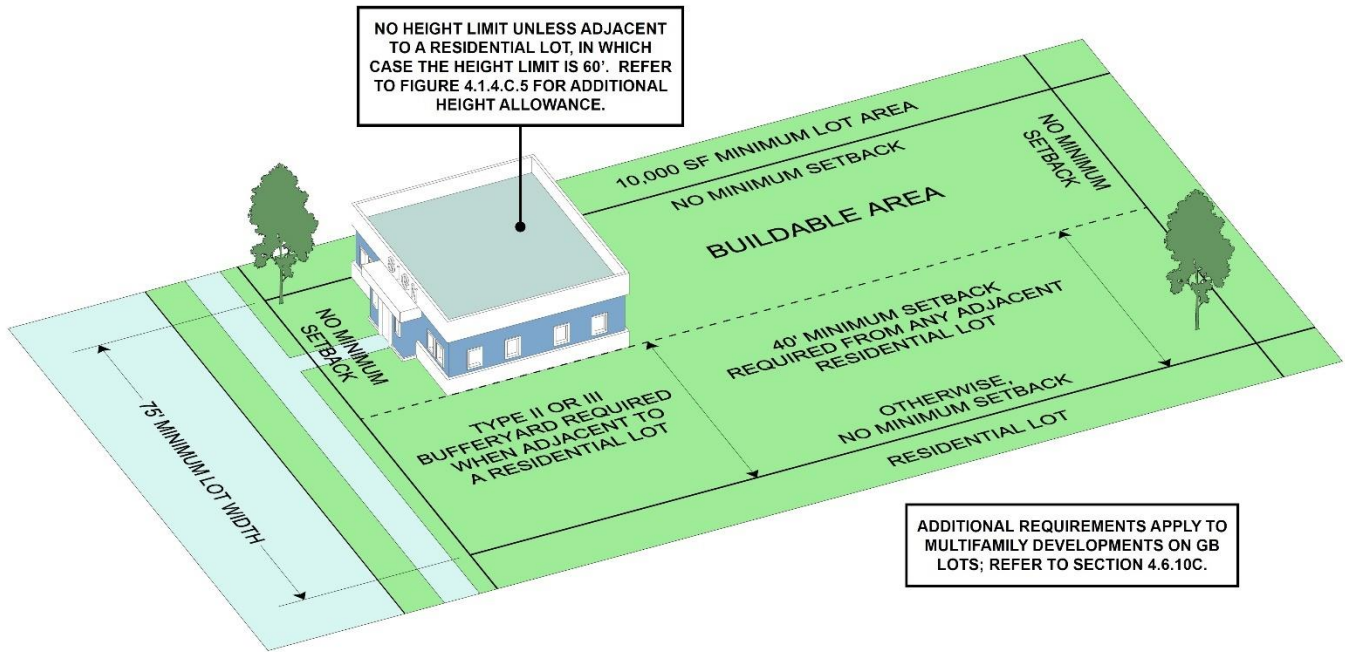 NO HEIGHT LIMIT UNLESS ADJACENT
TO A RESIDENTIAL LOT, IN WHICH
CASE THE HEIGHT LIMIT IS 60'. REFER
TO FIGURE 4.1.4.C.5 FOR ADDITIONAL
HEIGHT ALLOWANCE.
10,000 SF MINIMUM LOT AREA
NO MINIMUM SETBACK
NO MINIMUM
SETBACK
BUILDABLE AREA
NO MINIMUM
SETBACK
40' MINIMUM SETBACK
REQUIRED FROM ANY ADJACENT
RESIDENTIAL LOT
OTHERWISE,
NO MINIMUM SETBACK
TYPE II OR III
BUFFERYARD REQUIRED
WHEN ADJACENT TO
A RESIDENTIAL LOT
RESIDENTIAL LOT
75' MINIMUM LOT WIDTH
ADDITIONAL REQUIREMENTS APPLY TO
MULTIFAMILY DEVELOPMENTS ON GB
LOTS; REFER TO SECTION 4.6.10C.